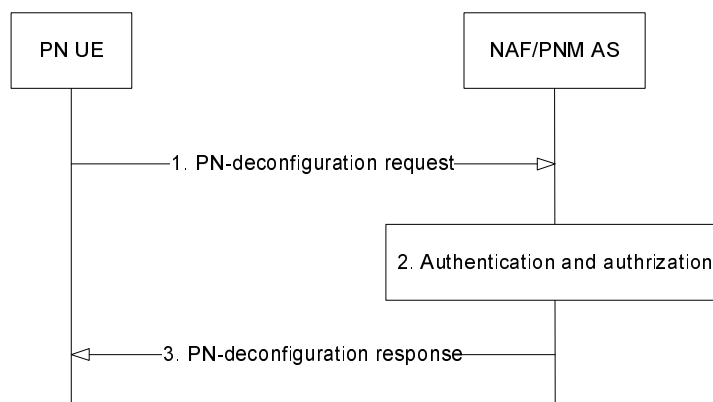 PN UE
NAF/PNM AS
1. PN-deconfiguration request
2. Authentication and authrization
3. PN-deconfiguration response